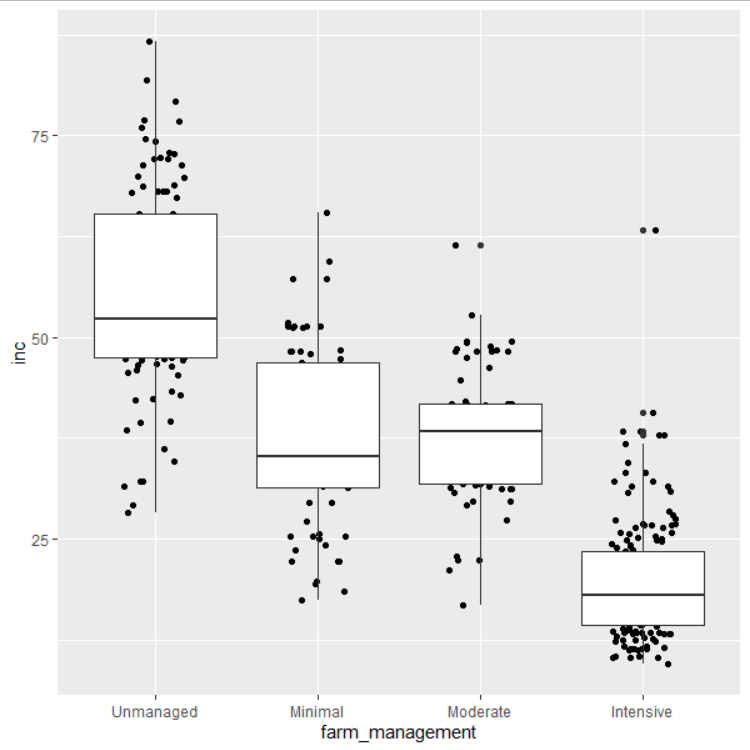 75
50
25
inc
Unmanaged Minimal Moderate Intensive
farm_management